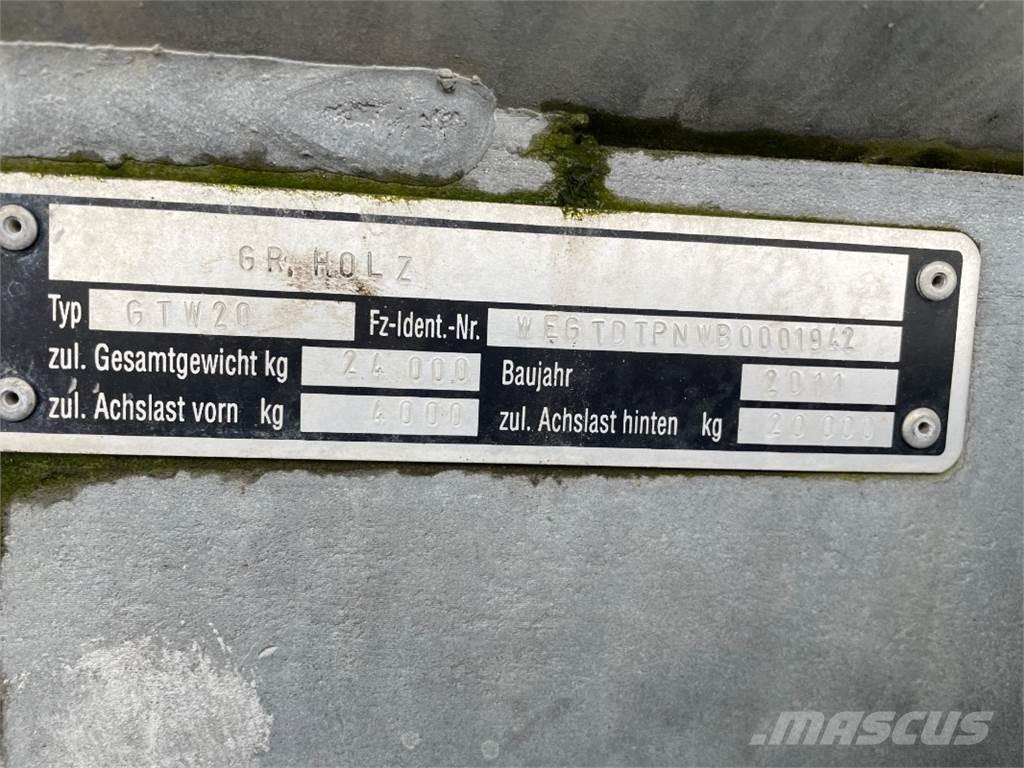 GR. HOLZ
Typ GTW20 Fz-Ident.-Nr. WEGTDTPNWB0001942
zul. Gesamtgewicht kg 24 000 Baujahr 2011
zul. Achslast vorn kg 4000 zul. Achslast hinten kg 20 000
MASCUS